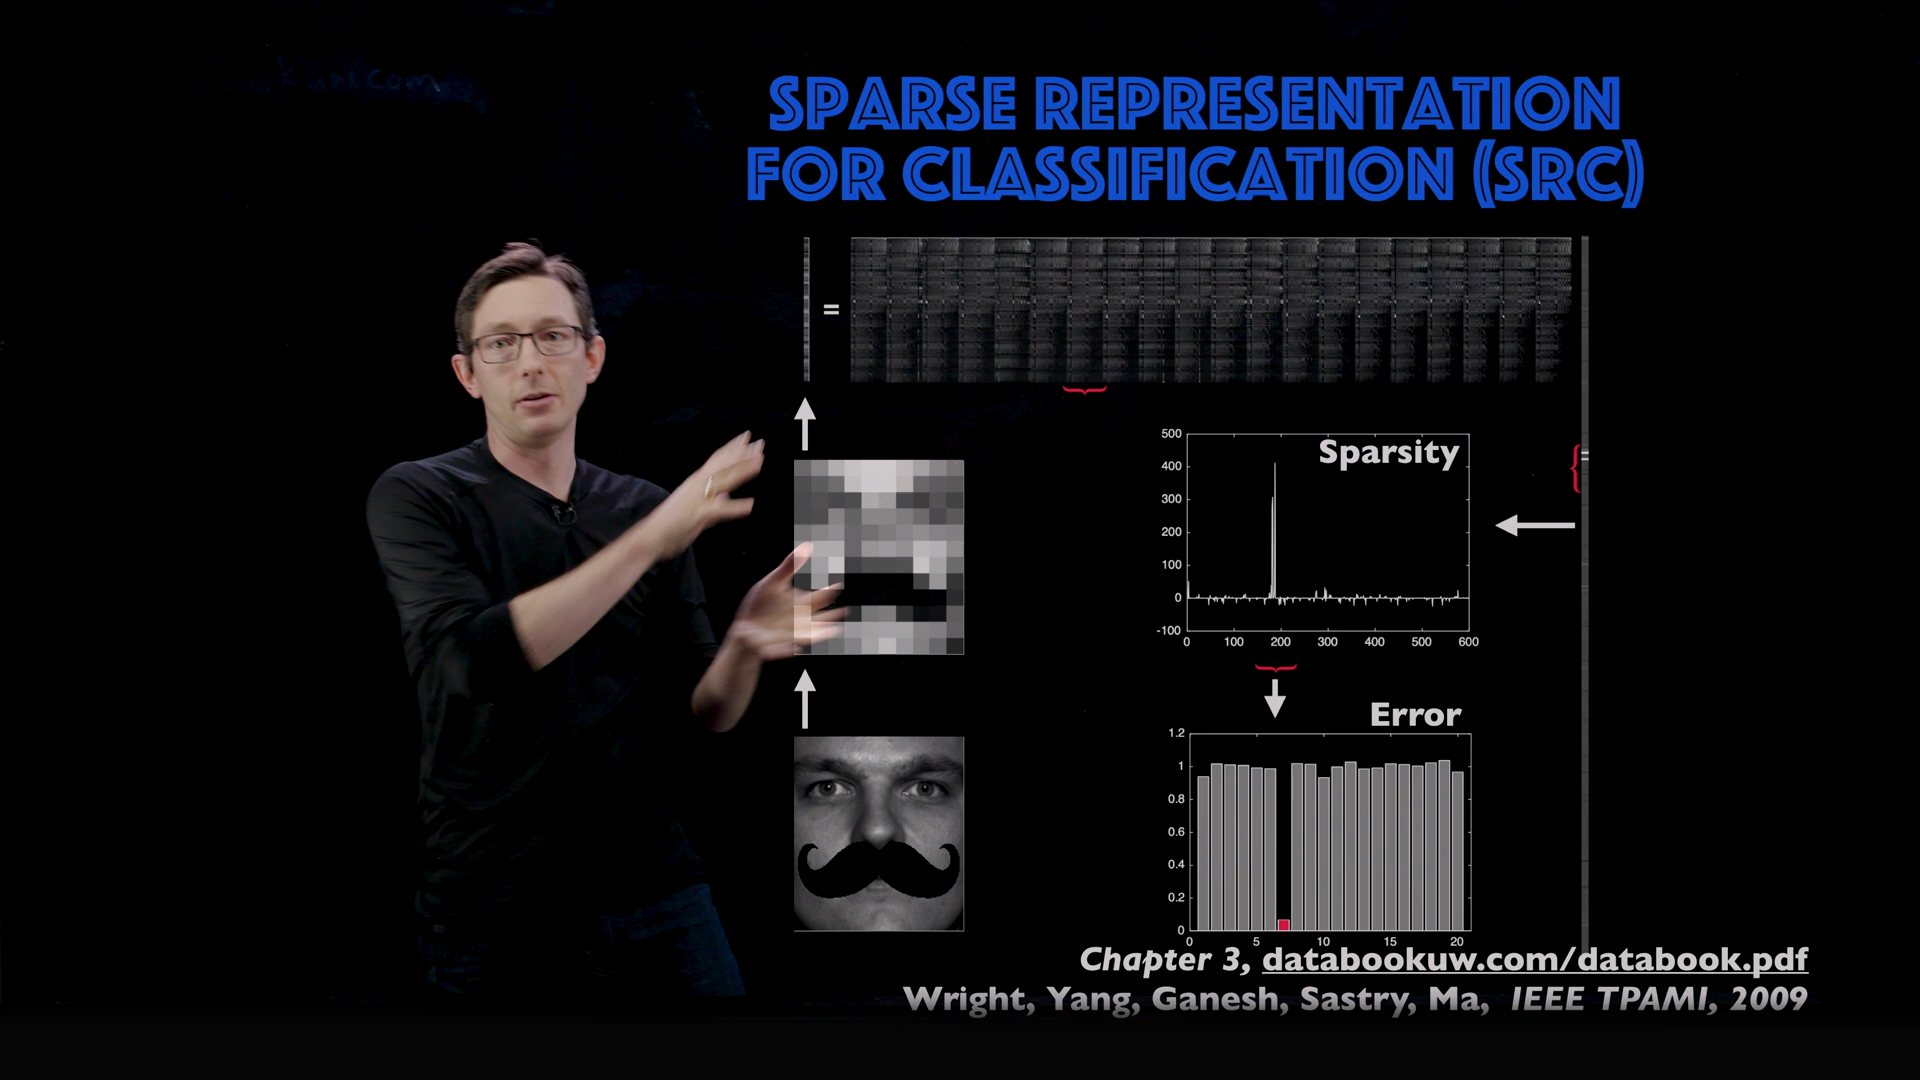 SPARSE REPRESENTATION
FOR CLASSIFICATION (SRC)
=
Sparsity
500
400
300
200
100
0
-100
0 100 200 300 400 500 600
Error
1.2
1
0.8
0.6
0.4
0.2
0
0 5 10 15 20
Chapter 3, databookuw.com/databook.pdf
Wright, Yang, Ganesh, Sastry, Ma, IEEE TPAMI, 2009